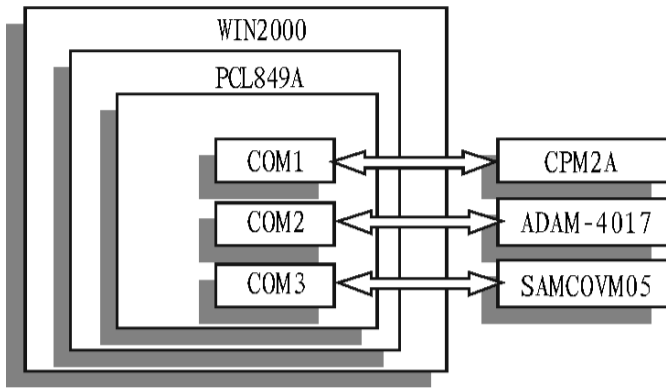 WIN2000
PCL849A
COM1
CPM2A
COM2
ADAM-4017
COM3
SAMCOVM05